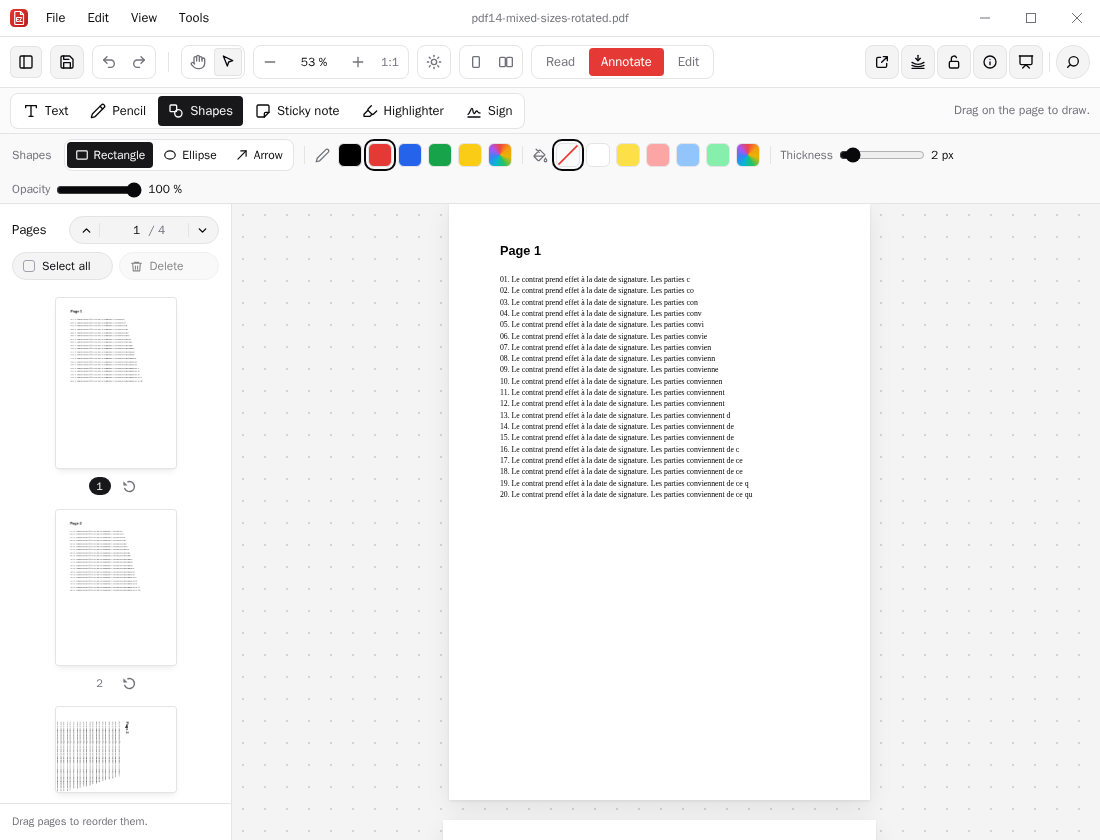 File Edit View Tools pdf14-mixed-sizes-rotated.pdf
53 % 1:1 Read Annotate Edit
Text Pencil Shapes Sticky note Highlighter Sign Drag on the page to draw.
Shapes Rectangle Ellipse Arrow Thickness 2 px
Opacity 100 %
Pages 1 / 4
Select all Delete
Page 1
1
Page 2
2
Drag pages to reorder them.
Page 1
01. Le contrat prend effet à la date de signature. Les parties c
02. Le contrat prend effet à la date de signature. Les parties co
03. Le contrat prend effet à la date de signature. Les parties con
04. Le contrat prend effet à la date de signature. Les parties conv
05. Le contrat prend effet à la date de signature. Les parties convi
06. Le contrat prend effet à la date de signature. Les parties convie
07. Le contrat prend effet à la date de signature. Les parties convien
08. Le contrat prend effet à la date de signature. Les parties convienn
09. Le contrat prend effet à la date de signature. Les parties convienne
10. Le contrat prend effet à la date de signature. Les parties conviennen
11. Le contrat prend effet à la date de signature. Les parties conviennent
12. Le contrat prend effet à la date de signature. Les parties conviennent
13. Le contrat prend effet à la date de signature. Les parties conviennent d
14. Le contrat prend effet à la date de signature. Les parties conviennent de
15. Le contrat prend effet à la date de signature. Les parties conviennent de
16. Le contrat prend effet à la date de signature. Les parties conviennent de c
17. Le contrat prend effet à la date de signature. Les parties conviennent de ce
18. Le contrat prend effet à la date de signature. Les parties conviennent de ce
19. Le contrat prend effet à la date de signature. Les parties conviennent de ce q
20. Le contrat prend effet à la date de signature. Les parties conviennent de ce qu